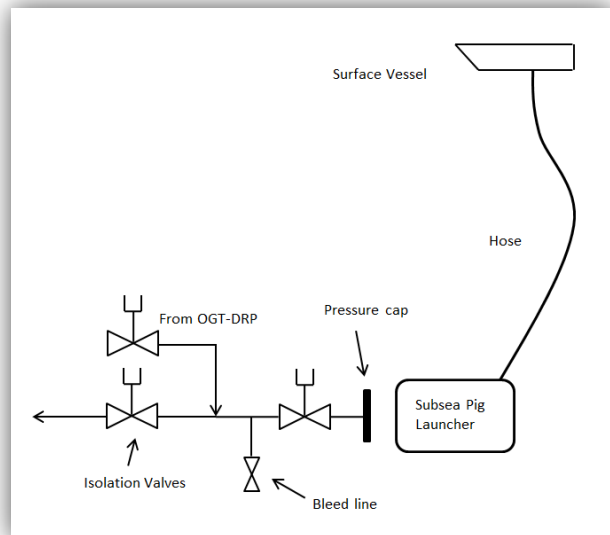 Surface Vessel
Hose
Pressure cap
From OGT-DRP
Subsea Pig
Launcher
Isolation Valves
Bleed line